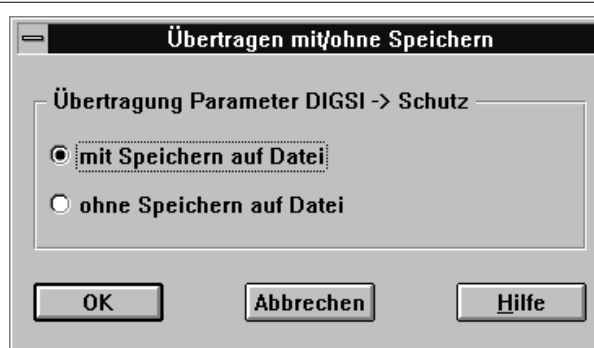 Übertragen mit/ohne Speichern
Übertragung Parameter DIGSI -> Schutz
mit Speichern auf Datei
ohne Speichern auf Datei
OK Abbrechen Hilfe